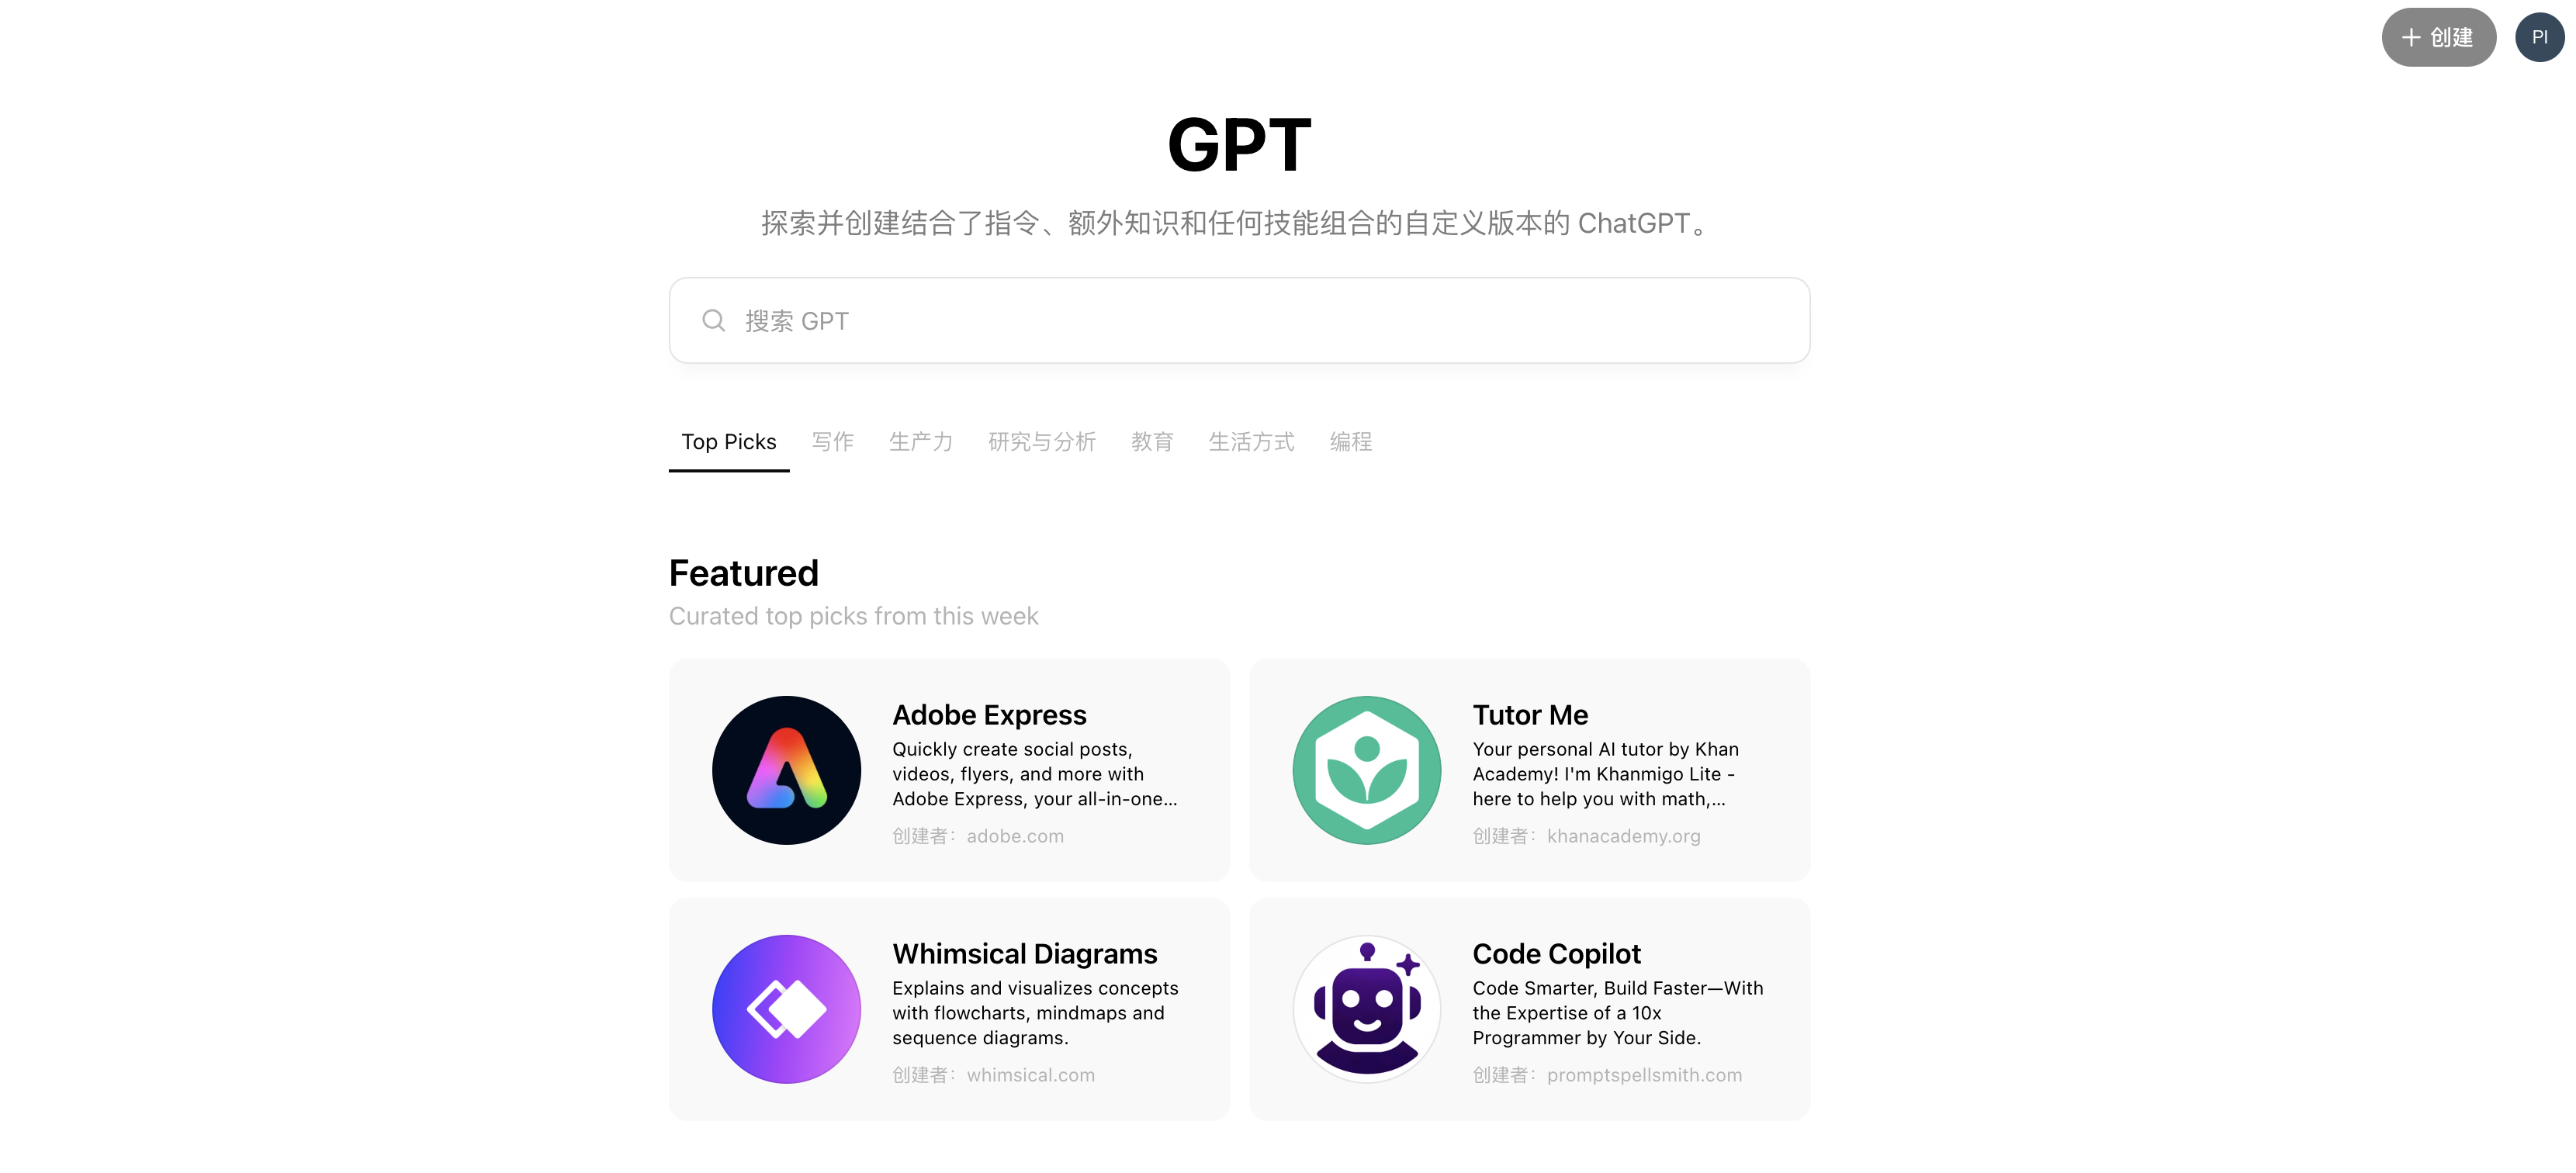 创建
PI
GPT
探索并创建结合了指令、额外知识和任何技能组合的自定义版本的 ChatGPT。
搜索 GPT
Top Picks 写作 生产力 研究与分析 教育 生活方式 编程
Featured
Curated top picks from this week
Adobe Express
Quickly create social posts,
videos, flyers, and more with
Adobe Express, your all-in-one...
创建者：adobe.com
Tutor Me
Your personal AI tutor by Khan
Academy! I'm Khanmigo Lite -
here to help you with math,...
创建者：khanacademy.org
Whimsical Diagrams
Explains and visualizes concepts
with flowcharts, mindmaps and
sequence diagrams.
创建者：whimsical.com
Code Copilot
Code Smarter, Build Faster—With
the Expertise of a 10x
Programmer by Your Side.
创建者：promptspellsmith.com